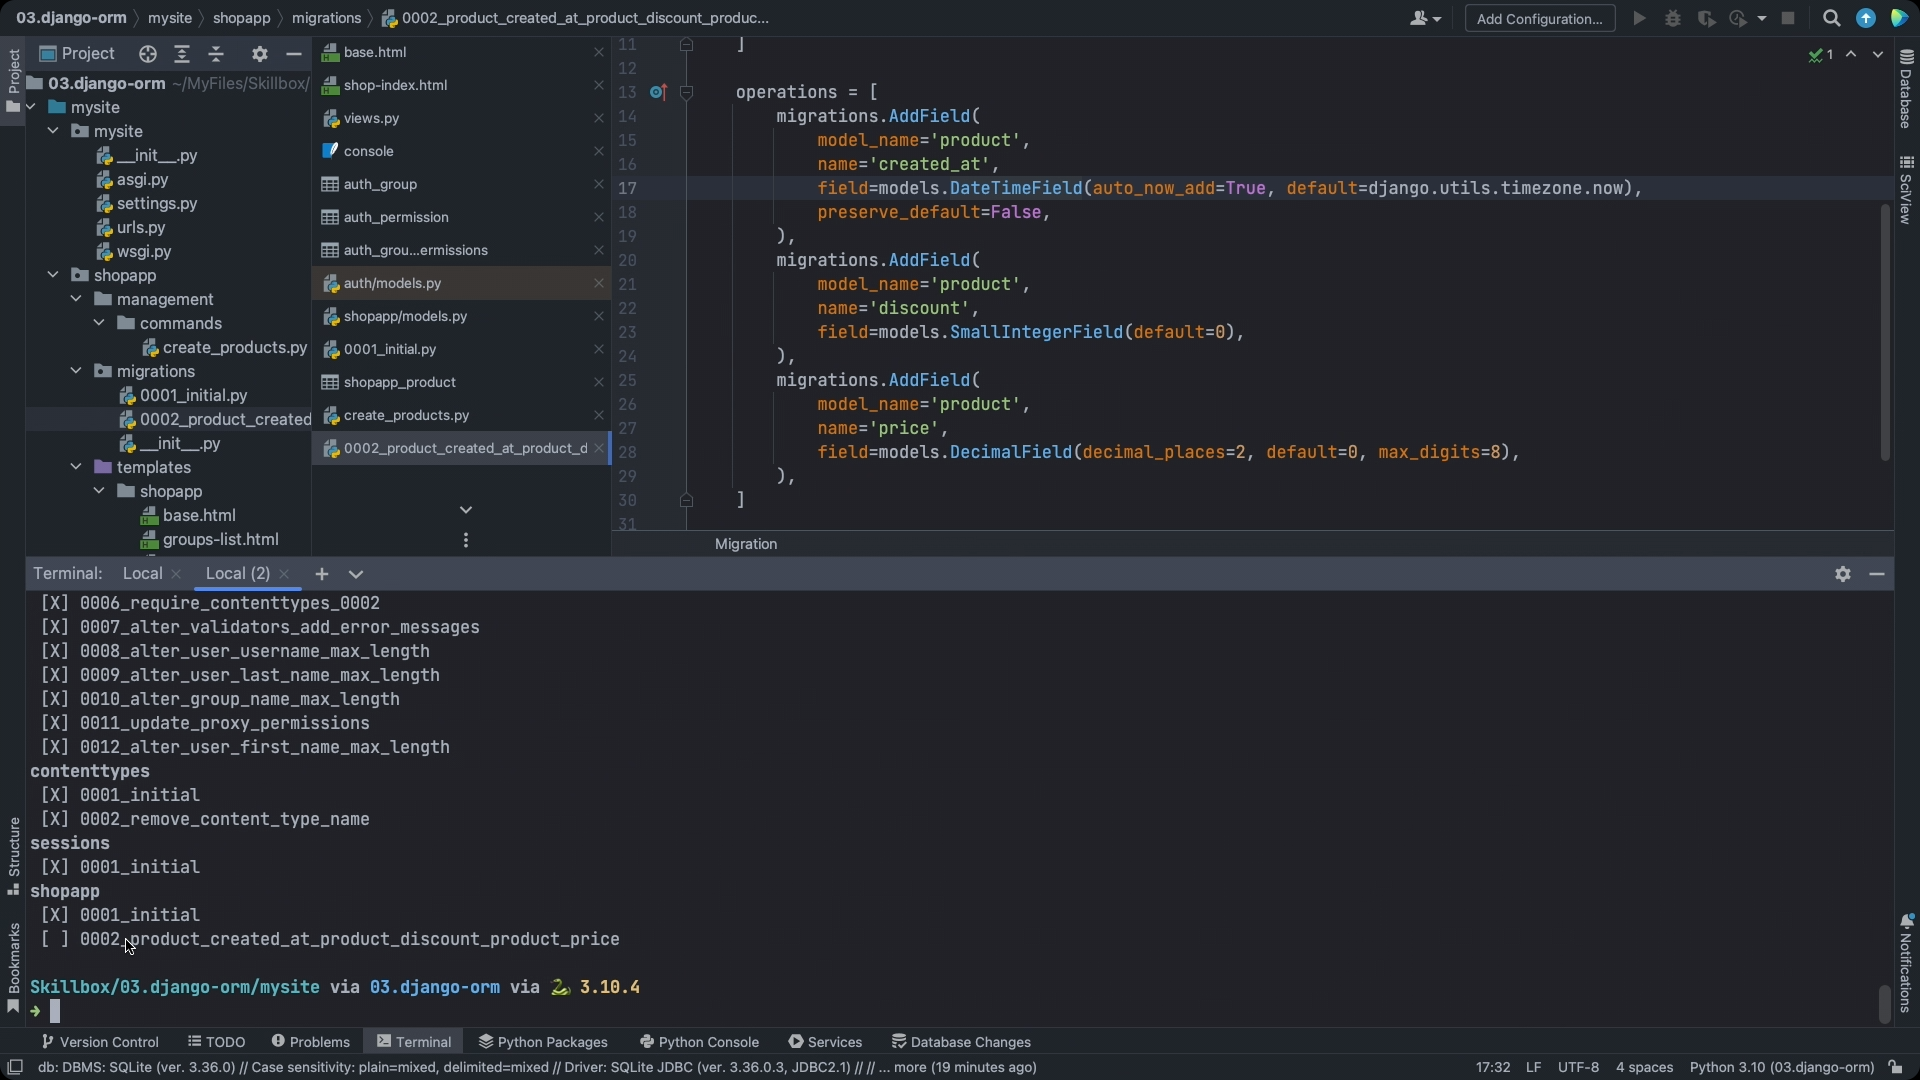 03.django-orm mysite shopapp migrations 0002_product_created_at_product_discount_produc...
Add Configuration...
Project
03.django-orm ~/MyFiles/Skillbox/
mysite
mysite
__init__.py
asgi.py
settings.py
urls.py
wsgi.py
shopapp
management
commands
create_products.py
migrations
0001_initial.py
0002_product_created
__init__.py
templates
shopapp
base.html
groups-list.html
base.html
shop-index.html
views.py
console
auth_group
auth_permission
auth_grou...ermissions
auth/models.py
shopapp/models.py
0001_initial.py
shopapp_product
create_products.py
0002_product_created_at_product_d
1
11 ]
12
13 operations = [
14 migrations.AddField(
15 model_name='product',
16 name='created_at',
17 field=models.DateTimeField(auto_now_add=True, default=django.utils.timezone.now),
18 preserve_default=False,
19 ),
20 migrations.AddField(
21 model_name='product',
22 name='discount',
23 field=models.SmallIntegerField(default=0),
24 ),
25 migrations.AddField(
26 model_name='product',
27 name='price',
28 field=models.DecimalField(decimal_places=2, default=0, max_digits=8),
29 ),
30 ]
31
Migration
Project
Structure
Bookmarks
Database
SciView
Notifications
Terminal: Local Local (2)
[X] 0006_require_contenttypes_0002
[X] 0007_alter_validators_add_error_messages
[X] 0008_alter_user_username_max_length
[X] 0009_alter_user_last_name_max_length
[X] 0010_alter_group_name_max_length
[X] 0011_update_proxy_permissions
[X] 0012_alter_user_first_name_max_length
contenttypes
[X] 0001_initial
[X] 0002_remove_content_type_name
sessions
[X] 0001_initial
shopapp
[X] 0001_initial
[ ] 0002_product_created_at_product_discount_product_price
Skillbox/03.django-orm/mysite via 03.django-orm via 🐍 3.10.4
➜
Version Control TODO Problems Terminal Python Packages Python Console Services Database Changes
db: DBMS: SQLite (ver. 3.36.0) // Case sensitivity: plain=mixed, delimited=mixed // Driver: SQLite JDBC (ver. 3.36.0.3, JDBC2.1) // // ... more (19 minutes ago) 17:32 LF UTF-8 4 spaces Python 3.10 (03.django-orm)